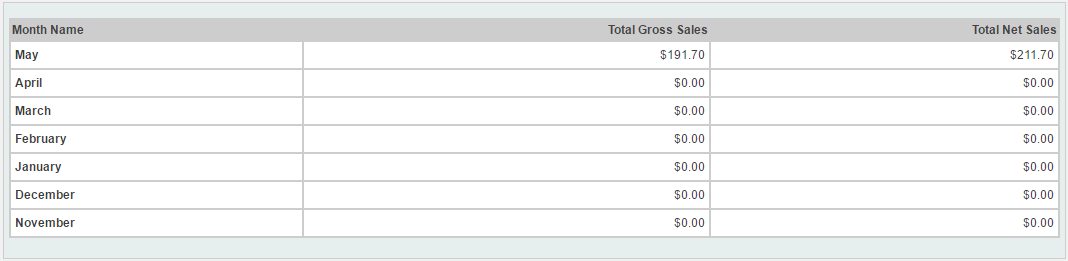 Month Name Total Gross Sales Total Net Sales
May $191.70 $211.70
April $0.00 $0.00
March $0.00 $0.00
February $0.00 $0.00
January $0.00 $0.00
December $0.00 $0.00
November $0.00 $0.00